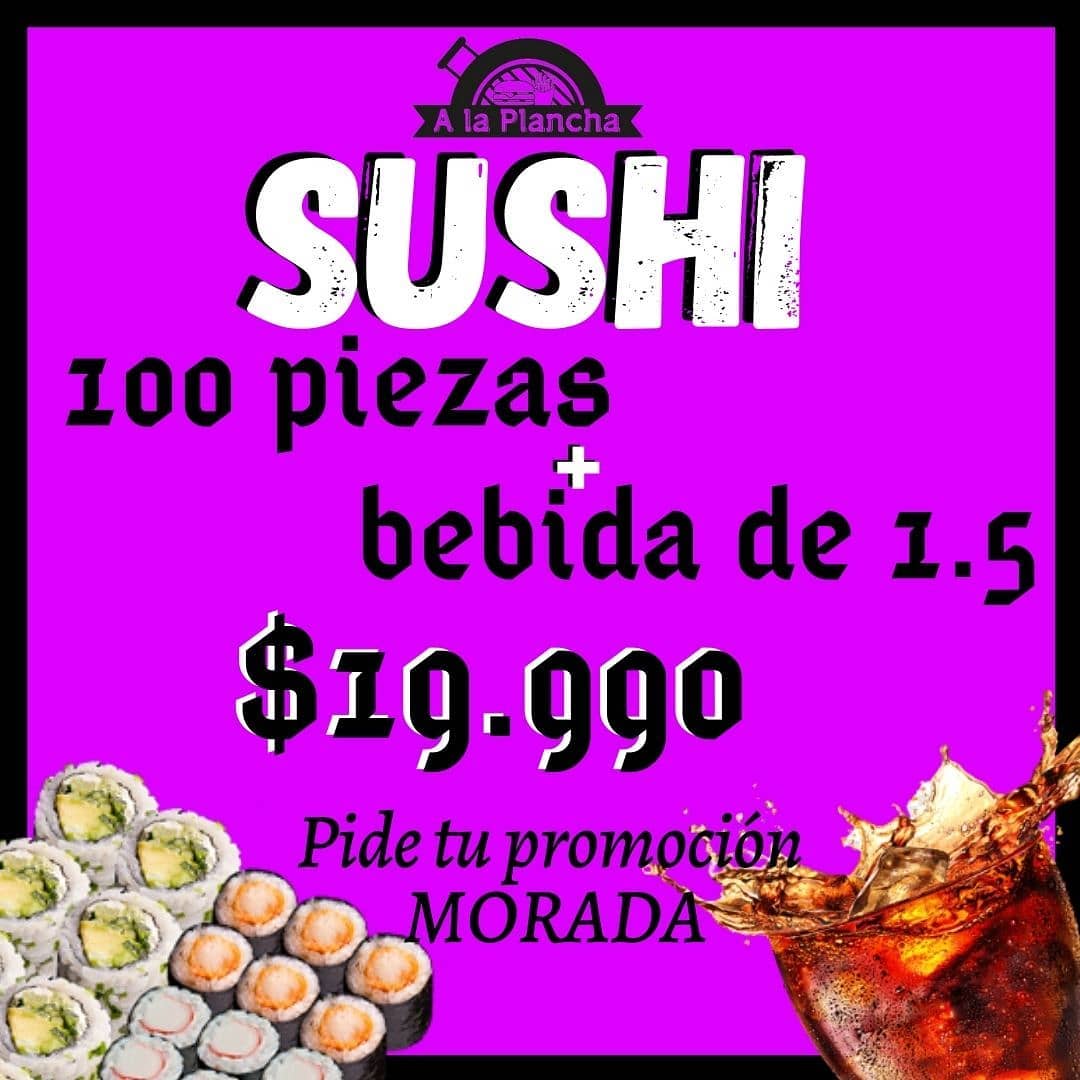 A la Plancha
SUSHI
100 piezas
+
bebida de 1.5
$19.990
Pide tu promoción
MORADA